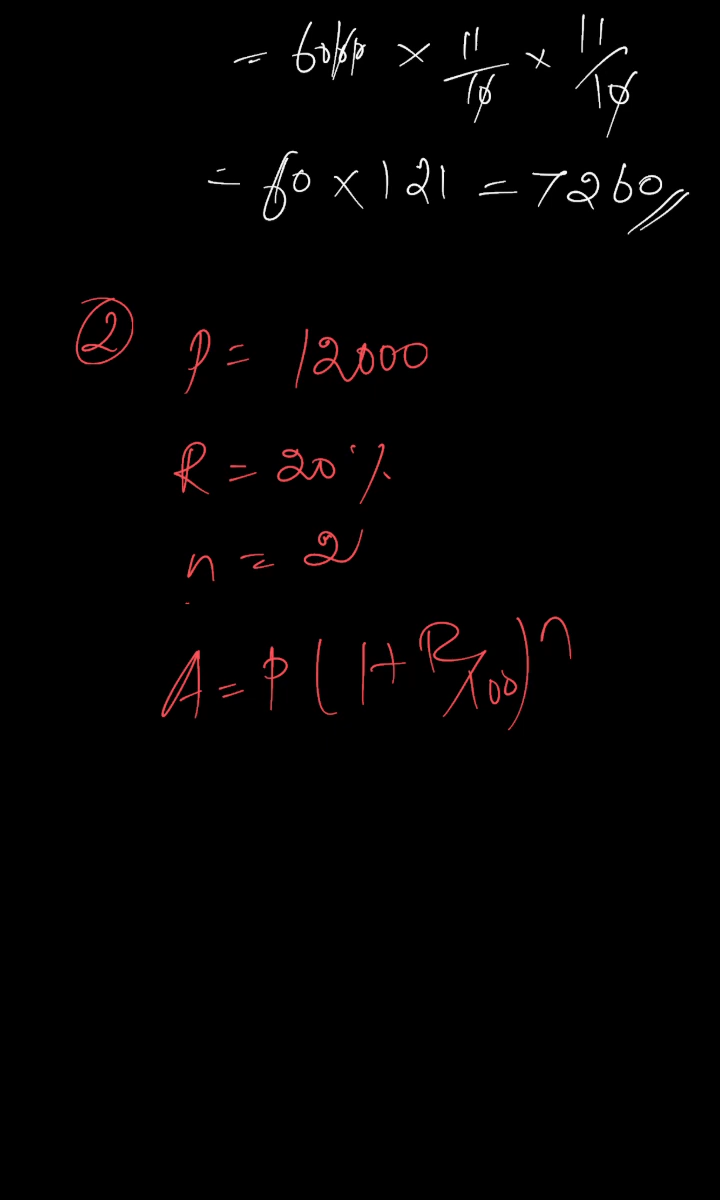 = 6000 × 11/10 × 11/10
= 60 × 121 = 7260
② P = 12000
R = 20%
n = 2
A = P(1+R/100)^n